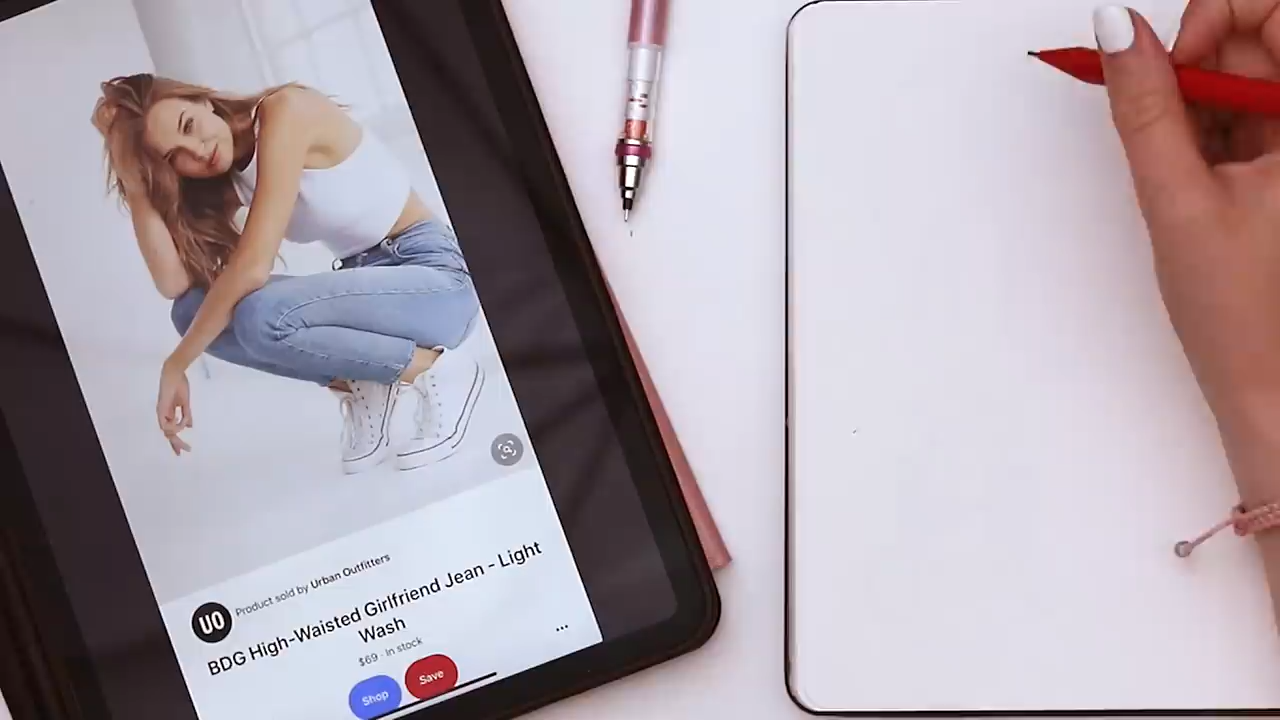 UO
Product sold by Urban Outfitters
BDG High-Waisted Girlfriend Jean - Light
Wash
$69 · In stock
...
Shop
Save